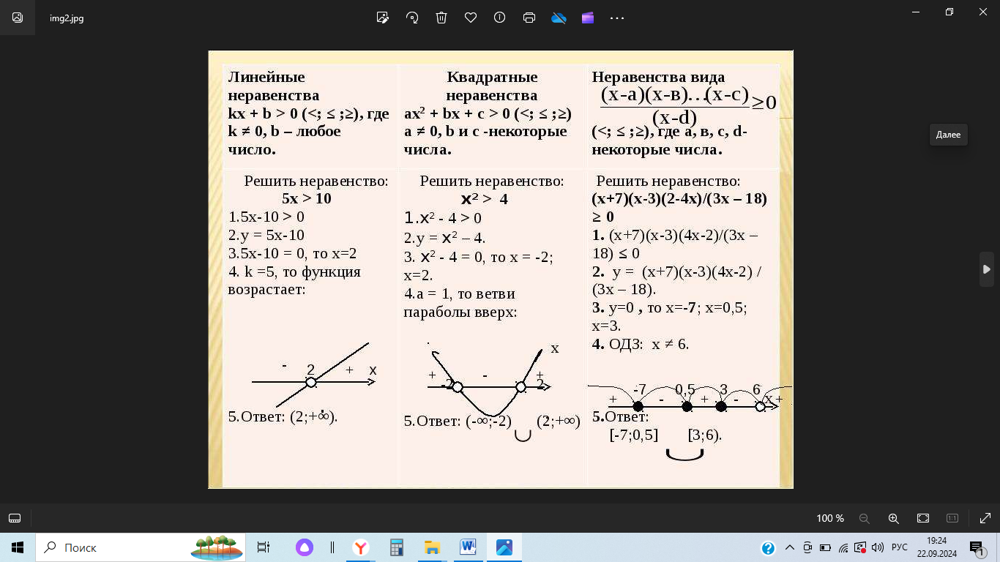 img2.jpg
Линейные
неравенства
kx + b > 0 (<; ≤ ;≥), где
k ≠ 0, b – любое
число.
Квадратные
неравенства
ax² + bx + c > 0 (<; ≤ ;≥)
a ≠ 0, b и c -некоторые
числа.
Неравенства вида
(x-a)(x-в)…(x-c)
(x-d)
≥0
(<; ≤ ;≥), где а, в, с, d-
некоторые числа.
Далее
Решить неравенство:
5x > 10
1.5x-10 > 0
2.y = 5x-10
3.5x-10 = 0, то x=2
4. k =5, то функция
возрастает:
- 2 + x
5.Ответ: (2;+∞).
Решить неравенство:
x² > 4
1.x² - 4 > 0
2.y = x² – 4.
3. x² - 4 = 0, то x = -2;
x=2.
4.a = 1, то ветви
параболы вверх:
x
+ -2 - + 2
5.Ответ: (-∞;-2) ∪ (2;+∞)
Решить неравенство:
(x+7)(x-3)(2-4x)/(3x – 18)
≥ 0
1. (x+7)(x-3)(4x-2)/(3x –
18) ≤ 0
2. y = (x+7)(x-3)(4x-2) /
(3x – 18).
3. y=0 , то x=-7; x=0,5;
x=3.
4. ОДЗ: x ≠ 6.
-7 0,5 3 6
+ - + - x +
5.Ответ:
[-7;0,5] ∪ [3;6).
100 %
1:1
Поиск
W
РУС
19:24
22.09.2024
1